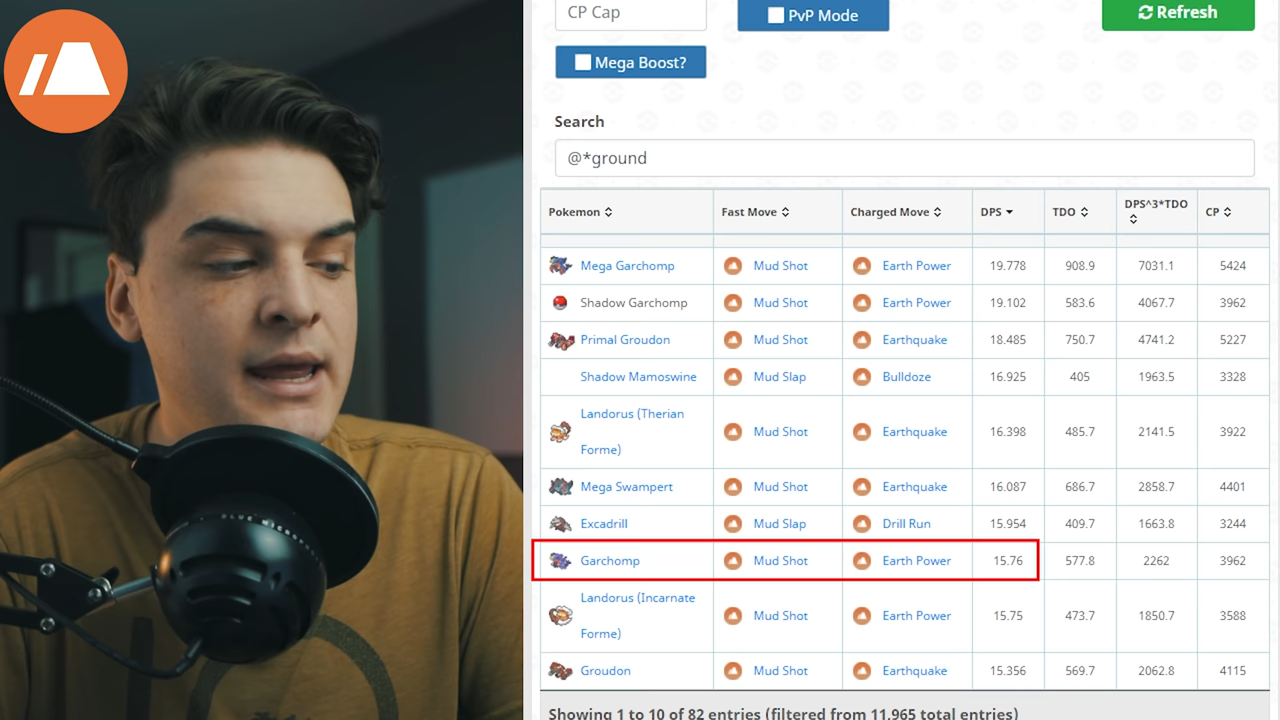 CP Cap
PvP Mode
Refresh
Mega Boost?
Search
@*ground
Pokemon Fast Move Charged Move DPS TDO DPS^3*TDO CP
Mega Garchomp Mud Shot Earth Power 19.778 908.9 7031.1 5424
Shadow Garchomp Mud Shot Earth Power 19.102 583.6 4067.7 3962
Primal Groudon Mud Shot Earthquake 18.485 750.7 4741.2 5227
Shadow Mamoswine Mud Slap Bulldoze 16.925 405 1963.5 3328
Landorus (Therian
Forme) Mud Shot Earthquake 16.398 485.7 2141.5 3922
Mega Swampert Mud Shot Earthquake 16.087 686.7 2858.7 4401
Excadrill Mud Slap Drill Run 15.954 409.7 1663.8 3244
Garchomp Mud Shot Earth Power 15.76 577.8 2262 3962
Landorus (Incarnate
Forme) Mud Shot Earth Power 15.75 473.7 1850.7 3588
Groudon Mud Shot Earthquake 15.356 569.7 2062.8 4115
Showing 1 to 10 of 82 entries (filtered from 11,965 total entries)
BLUE MICRO